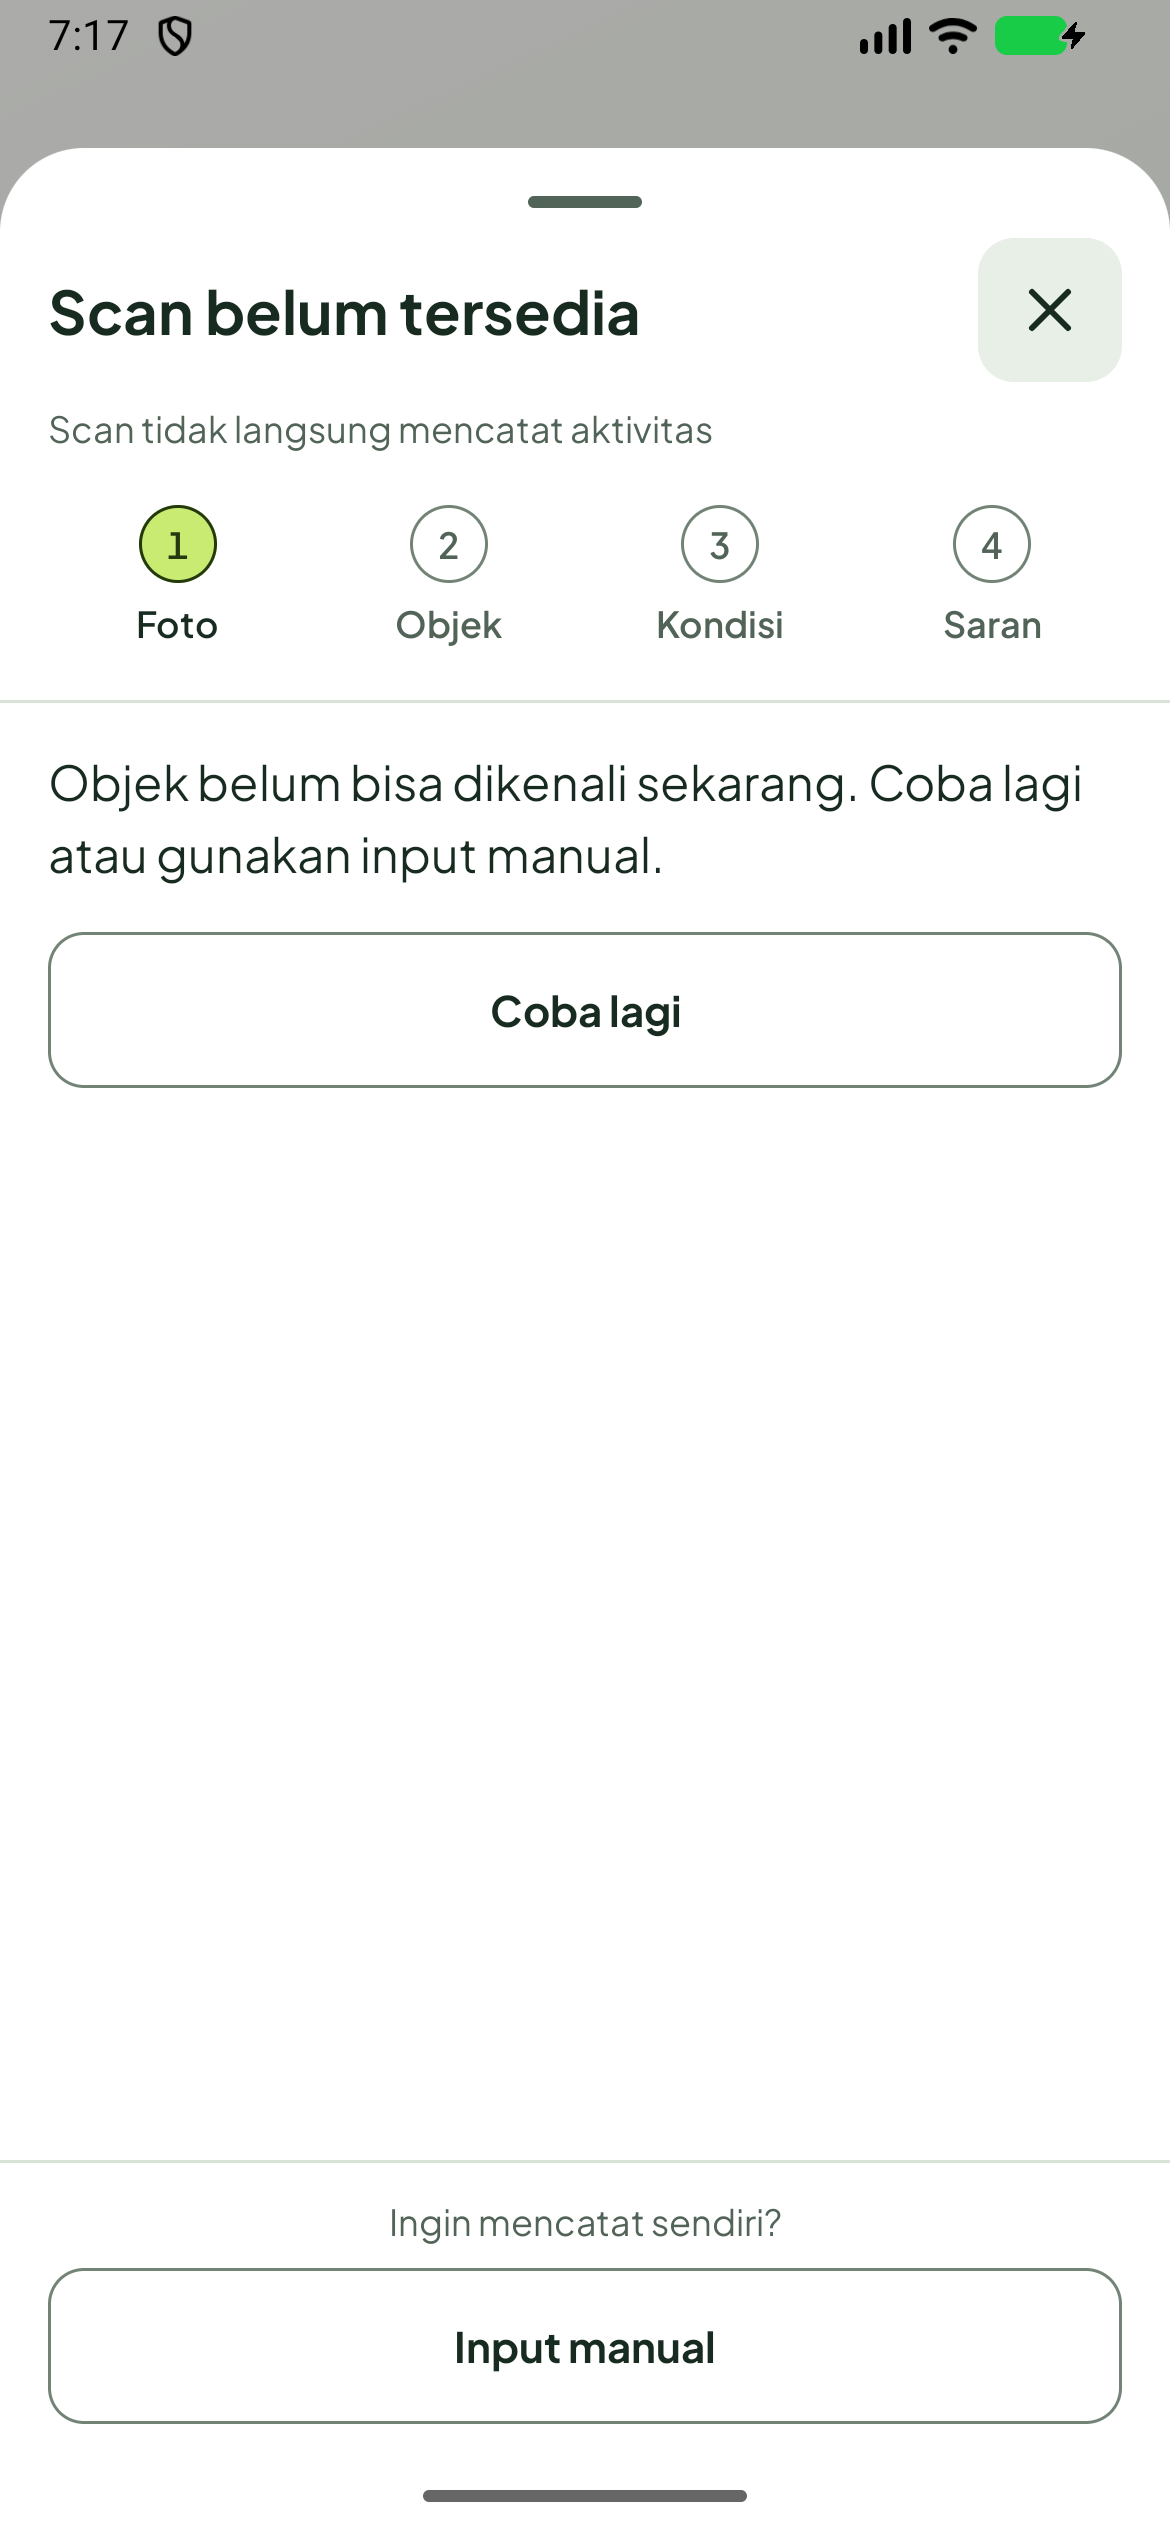 7:17
Scan belum tersedia
Scan tidak langsung mencatat aktivitas
1 2 3 4
Foto Objek Kondisi Saran
Objek belum bisa dikenali sekarang. Coba lagi
atau gunakan input manual.
Coba lagi
Ingin mencatat sendiri?
Input manual